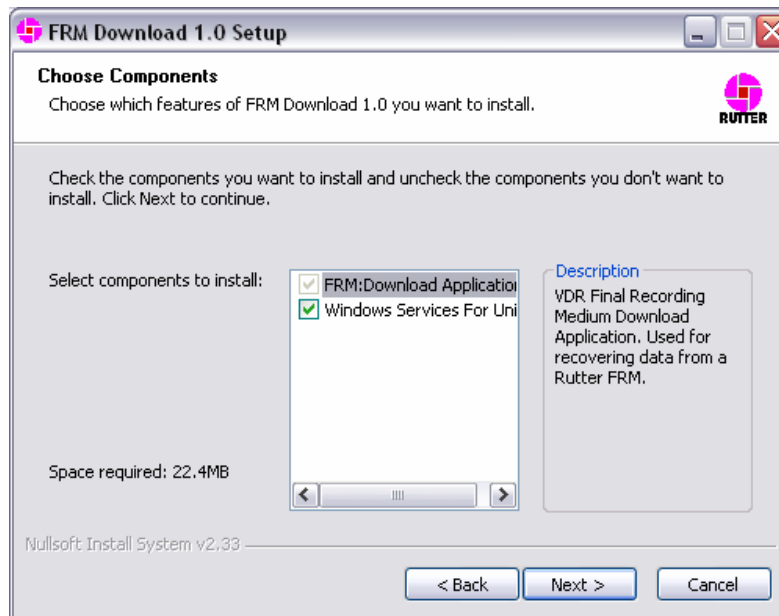 FRM Download 1.0 Setup
Choose Components
Choose which features of FRM Download 1.0 you want to install.
RUTTER
Check the components you want to install and uncheck the components you don't want to
install. Click Next to continue.
Select components to install:
FRM:Download Applicatio
Windows Services For Uni
Description
VDR Final Recording
Medium Download
Application. Used for
recovering data from a
Rutter FRM.
Space required: 22.4MB
Nullsoft Install System v2.33
< Back
Next >
Cancel